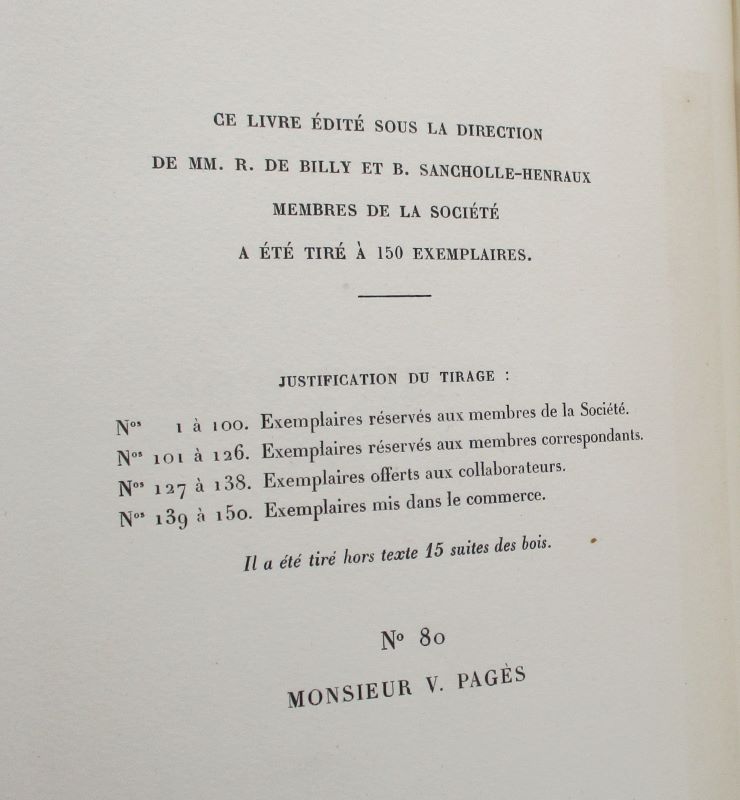 CE LIVRE ÉDITÉ SOUS LA DIRECTION
DE MM. R. DE BILLY ET B. SANCHOLLE-HENRAUX
MEMBRES DE LA SOCIÉTÉ
A ÉTÉ TIRÉ À 150 EXEMPLAIRES.
JUSTIFICATION DU TIRAGE :
Nos 1 à 100. Exemplaires réservés aux membres de la Société.
Nos 101 à 126. Exemplaires réservés aux membres correspondants.
Nos 127 à 138. Exemplaires offerts aux collaborateurs.
Nos 139 à 150. Exemplaires mis dans le commerce.
Il a été tiré hors texte 15 suites des bois.
No 80
MONSIEUR V. PAGÈS